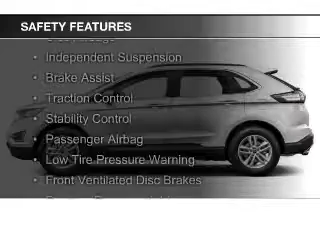 SAFETY FEATURES
• Independent Suspension
• Brake Assist
• Traction Control
• Stability Control
• Passenger Airbag
• Low Tire Pressure Warning
• Front Ventilated Disc Brakes